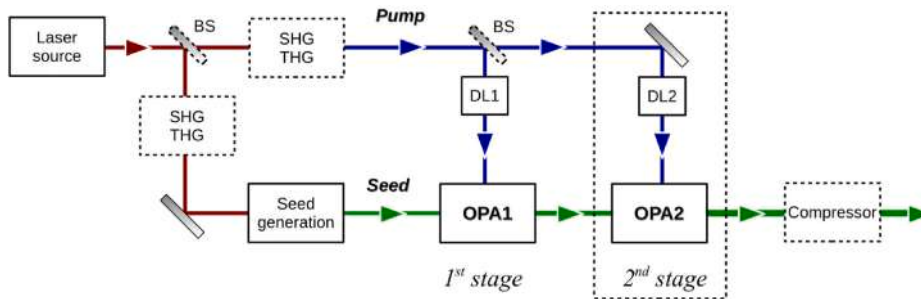 Laser
source
BS
SHG
THG
Pump
BS
SHG
THG
DL1
DL2
Seed
generation
Seed
OPA1
OPA2
Compressor
1st stage
2nd stage